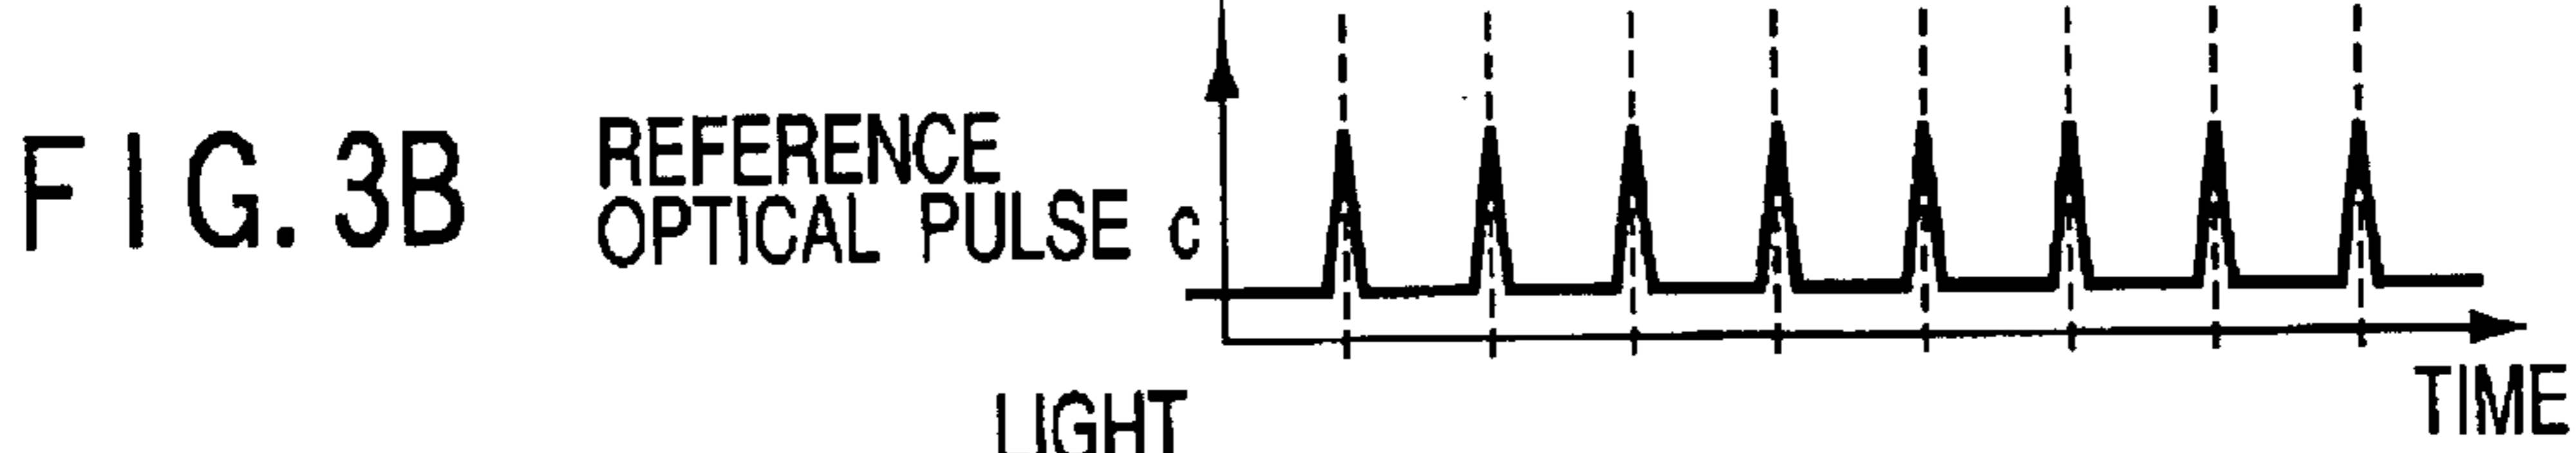 FIG. 3B
REFERENCE
OPTICAL PULSE c
TIME
LIGHT